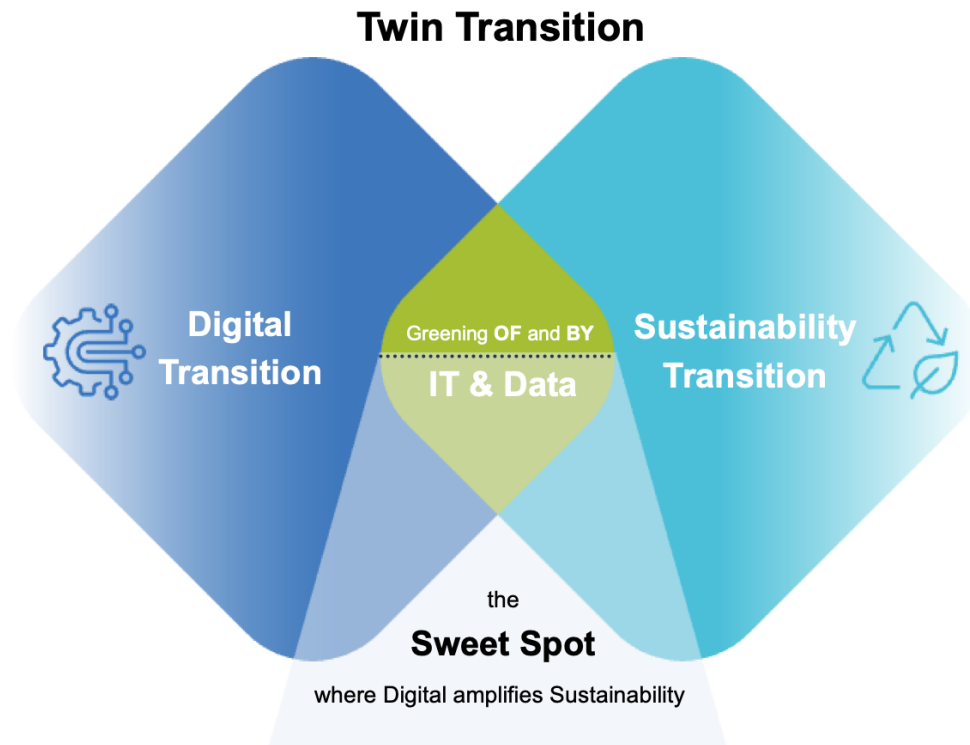 Twin Transition
Digital
Transition
Greening OF and BY
IT & Data
Sustainability
Transition
the
Sweet Spot
where Digital amplifies Sustainability